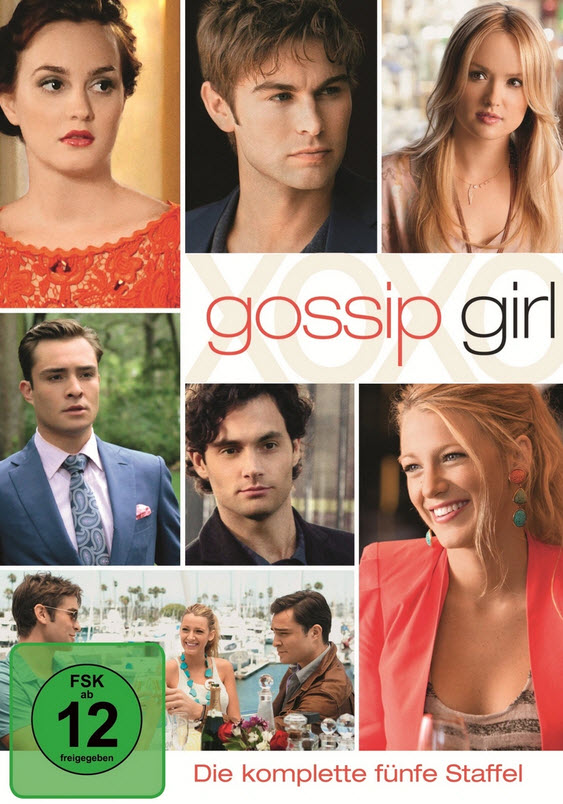 XOXO
gossip girl
FSK
ab
12
freigegeben
Die komplette fünfe Staffel